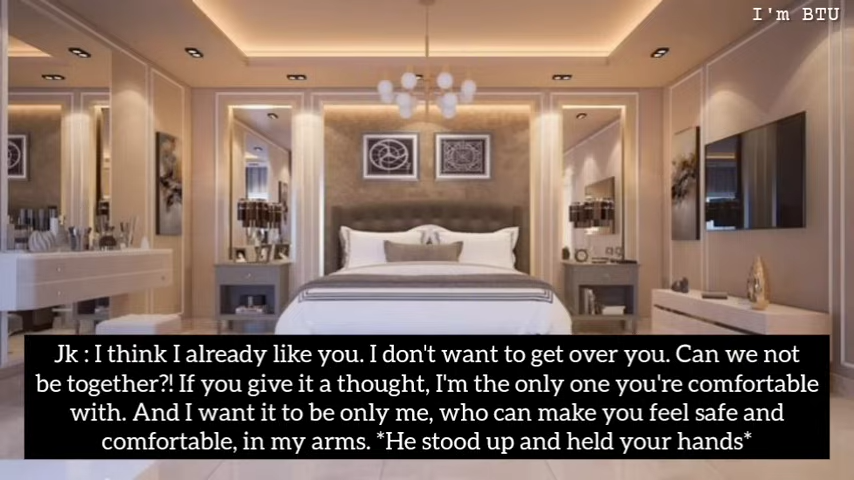 I'm BTU
Jk : I think I already like you. I don't want to get over you. Can we not
be together?! If you give it a thought, I'm the only one you're comfortable
with. And I want it to be only me, who can make you feel safe and
comfortable, in my arms. *He stood up and held your hands*